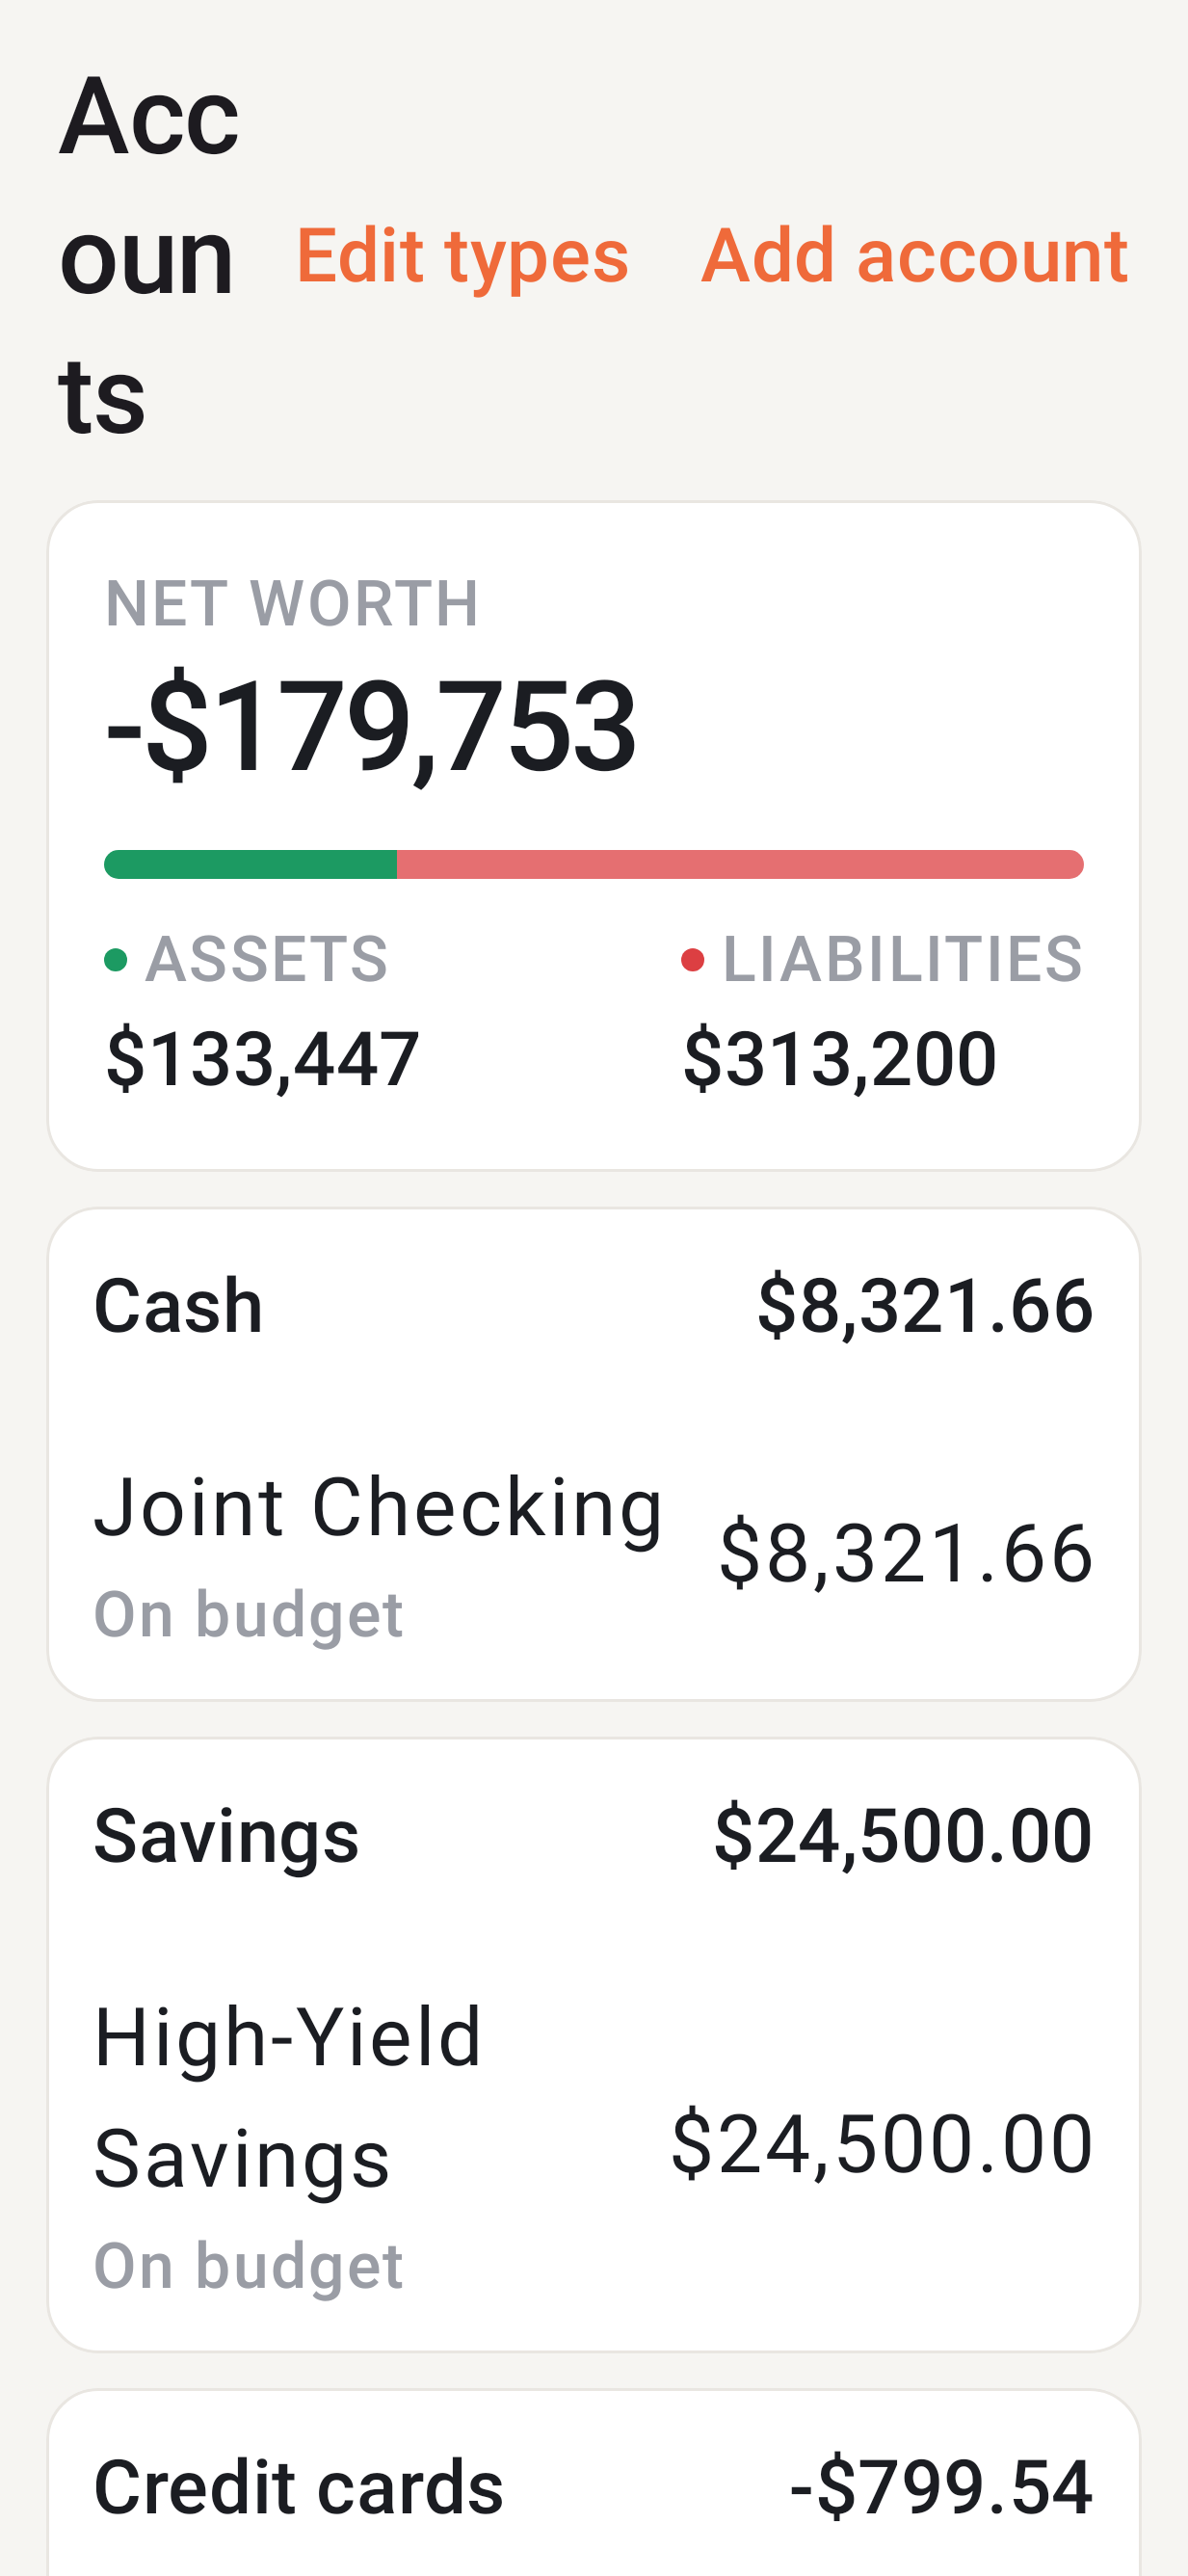 Acc
oun
ts
Edit types
Add account
NET WORTH
-$179,753
ASSETS
LIABILITIES
$133,447
$313,200
Cash
$8,321.66
Joint Checking
$8,321.66
On budget
Savings
$24,500.00
High-Yield
Savings
$24,500.00
On budget
Credit cards
-$799.54